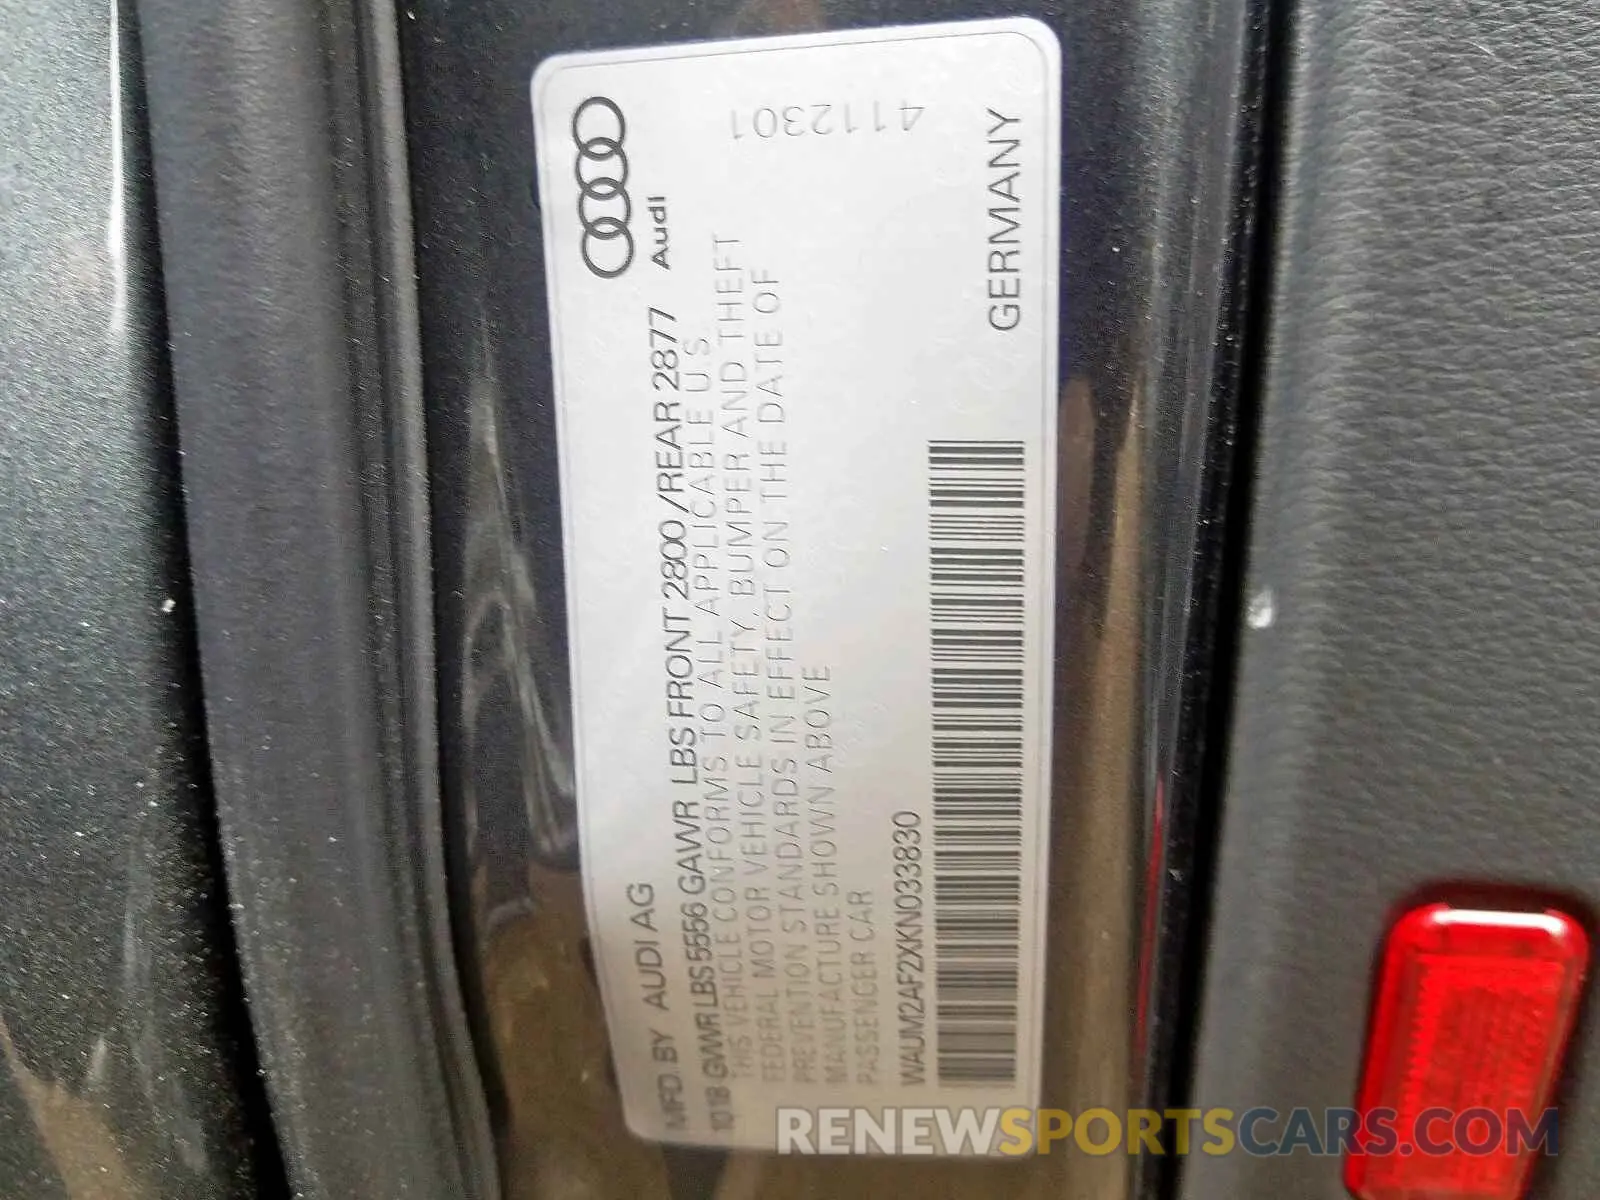 MFD. BY AUDI AG
10 18 GVWR LBS 5556 GAWR LBS FRONT 2800 /REAR 2877
THIS VEHICLE CONFORMS TO ALL APPLICABLE U.S.
FEDERAL MOTOR VEHICLE SAFETY, BUMPER AND THEFT
PREVENTION STANDARDS IN EFFECT ON THE DATE OF
MANUFACTURE SHOWN ABOVE
PASSENGER CAR
WAUM2AF2XKN033830
GERMANY
Audi
4112301
RENEWSPORTSCARS.COM